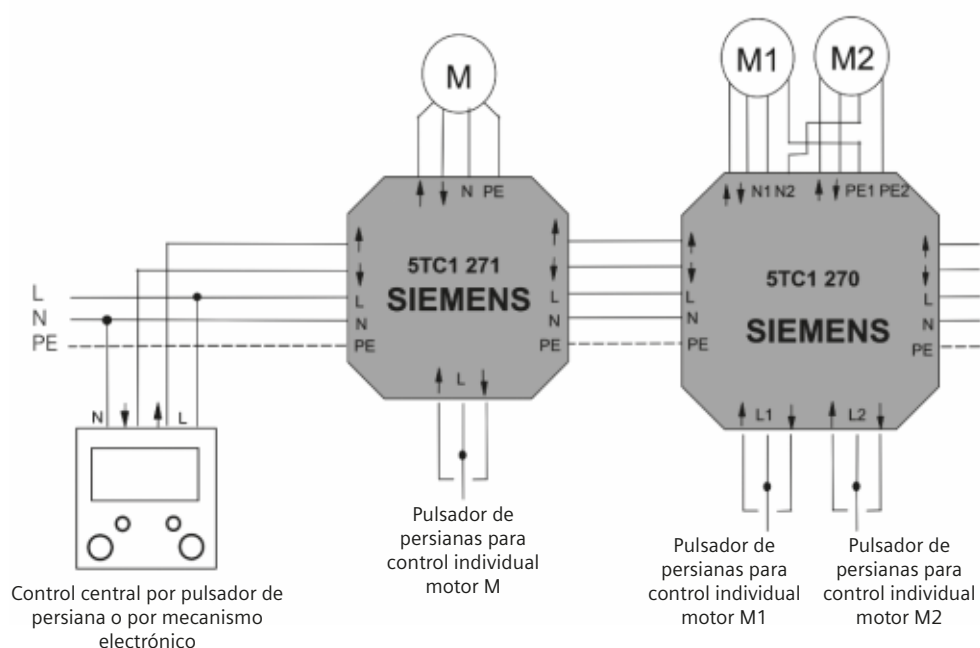 M
M1
M2
N PE
N1 N2
PE1 PE2
5TC1 271
SIEMENS
L
N
PE
L
N
PE
5TC1 270
SIEMENS
L
N
PE
L
N
PE
L
N
PE
L
L1
L2
N
L
Pulsador de
persianas para
control individual
motor M
Pulsador de
persianas para
control individual
motor M1
Pulsador de
persianas para
control individual
motor M2
Control central por pulsador de
persiana o por mecanismo
electrónico